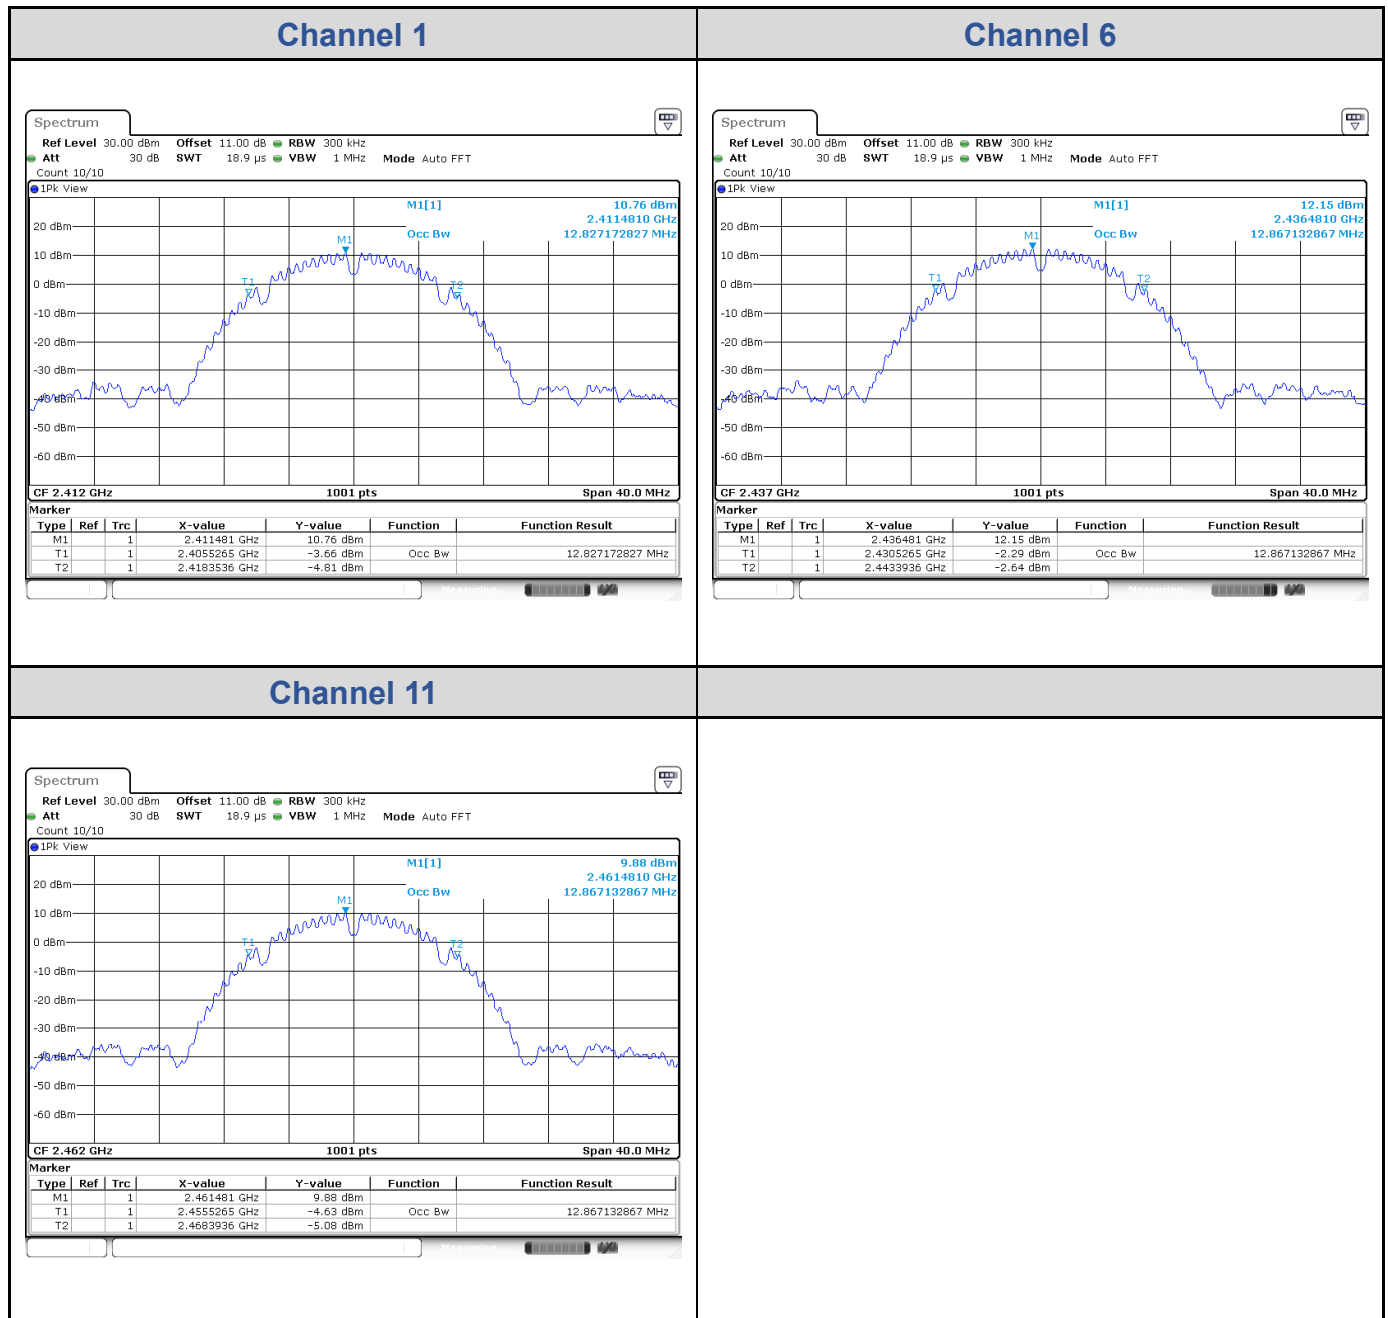 Channel 1
Spectrum
Ref Level 30.00 dBm Offset 11.00 dB RBW 300 kHz
Att 30 dB SWT 18.9 µs VBW 1 MHz Mode Auto FFT
Count 10/10
1Pk View
M1[1] 10.76 dBm
2.4114810 GHz
Occ Bw 12.827172827 MHz
20 dBm
10 dBm
0 dBm
-10 dBm
-20 dBm
-30 dBm
-40 dBm
-50 dBm
-60 dBm
M1
T1
T2
CF 2.412 GHz 1001 pts Span 40.0 MHz
Marker
Type Ref Trc X-value Y-value Function Function Result
M1 1 2.411481 GHz 10.76 dBm
T1 1 2.4055265 GHz -3.66 dBm Occ Bw 12.827172827 MHz
T2 1 2.4183536 GHz -4.81 dBm
Measuring...
Channel 6
Spectrum
Ref Level 30.00 dBm Offset 11.00 dB RBW 300 kHz
Att 30 dB SWT 18.9 µs VBW 1 MHz Mode Auto FFT
Count 10/10
1Pk View
M1[1] 12.15 dBm
2.4364810 GHz
Occ Bw 12.867132867 MHz
20 dBm
10 dBm
0 dBm
-10 dBm
-20 dBm
-30 dBm
-40 dBm
-50 dBm
-60 dBm
M1
T1
T2
CF 2.437 GHz 1001 pts Span 40.0 MHz
Marker
Type Ref Trc X-value Y-value Function Function Result
M1 1 2.436481 GHz 12.15 dBm
T1 1 2.4305265 GHz -2.29 dBm Occ Bw 12.867132867 MHz
T2 1 2.4433936 GHz -2.64 dBm
Measuring...
Channel 11
Spectrum
Ref Level 30.00 dBm Offset 11.00 dB RBW 300 kHz
Att 30 dB SWT 18.9 µs VBW 1 MHz Mode Auto FFT
Count 10/10
1Pk View
M1[1] 9.88 dBm
2.4614810 GHz
Occ Bw 12.867132867 MHz
20 dBm
10 dBm
0 dBm
-10 dBm
-20 dBm
-30 dBm
-40 dBm
-50 dBm
-60 dBm
M1
T1
T2
CF 2.462 GHz 1001 pts Span 40.0 MHz
Marker
Type Ref Trc X-value Y-value Function Function Result
M1 1 2.461481 GHz 9.88 dBm
T1 1 2.4555265 GHz -4.63 dBm Occ Bw 12.867132867 MHz
T2 1 2.4683936 GHz -5.08 dBm
Measuring...